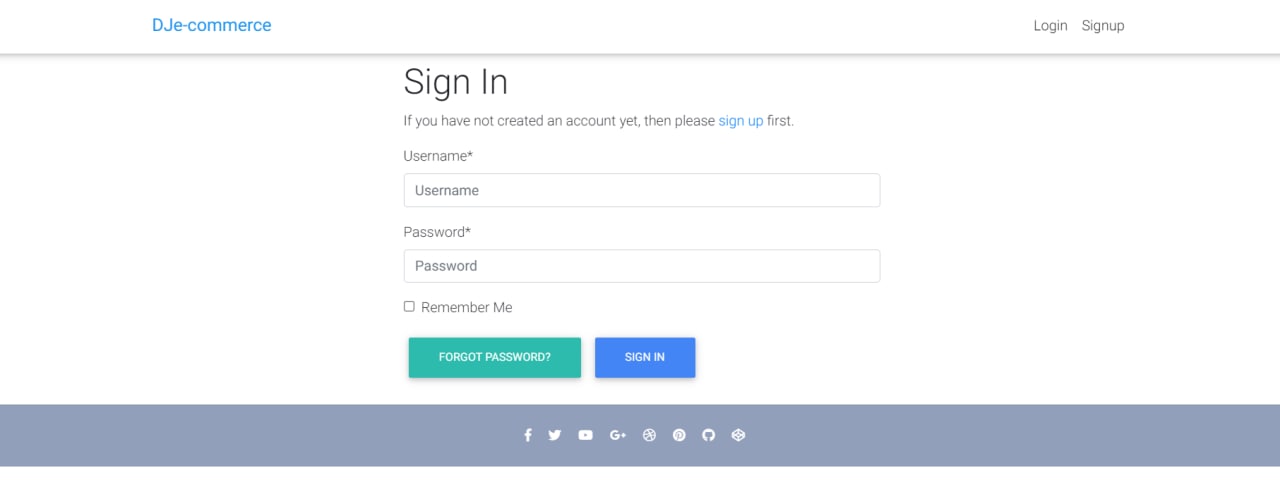 DJe-commerce
Login Signup
Sign In
If you have not created an account yet, then please sign up first.
Username*
Username
Password*
Password
Remember Me
FORGOT PASSWORD? SIGN IN